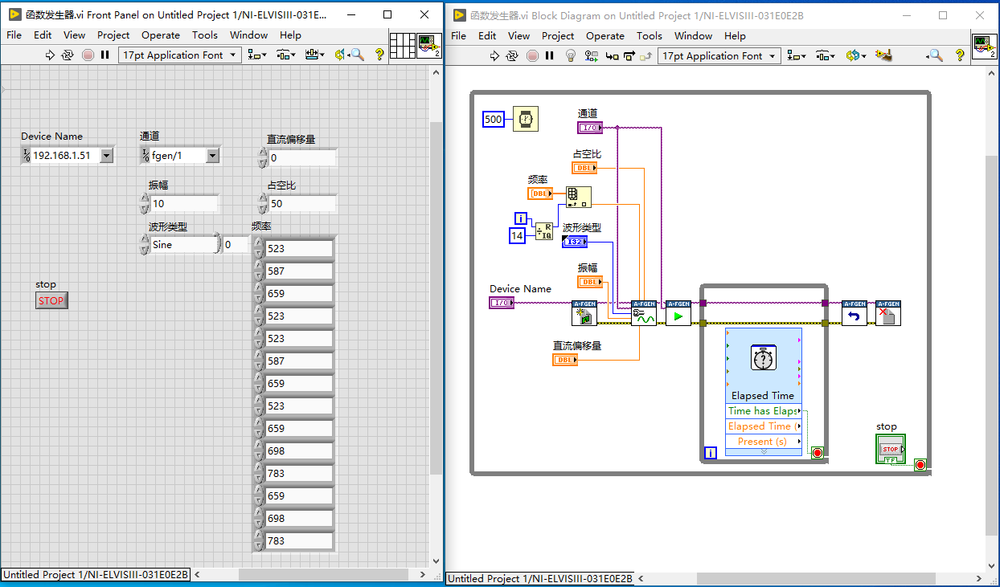 函数发生器.vi Front Panel on Untitled Project 1/NI-ELVISIII-031E...
File Edit View Project Operate Tools Window Help
17pt Application Font
2
Device Name
192.168.1.51
通道
fgen/1
直流偏移量
0
振幅
10
占空比
50
波形类型
Sine
0
频率
523
587
659
523
523
587
659
523
659
698
783
659
698
783
stop
STOP
Untitled Project 1/NI-ELVISIII-031E0E2B
函数发生器.vi Block Diagram on Untitled Project 1/NI-ELVISIII-031E0E2B
File Edit View Project Operate Tools Window Help
17pt Application Font
2
500
通道
I/O
占空比
DBL
频率
[DBL]
i
14
R
IQ
波形类型
I32
振幅
DBL
Device Name
I/O
A-FGEN
A-FGEN
A-FGEN
A-FGEN
A-FGEN
直流偏移量
DBL
Elapsed Time
Time has Elaps
Elapsed Time (
Present (s)
i
stop
STOP
TF
Untitled Project 1/NI-ELVISIII-031E0E2B